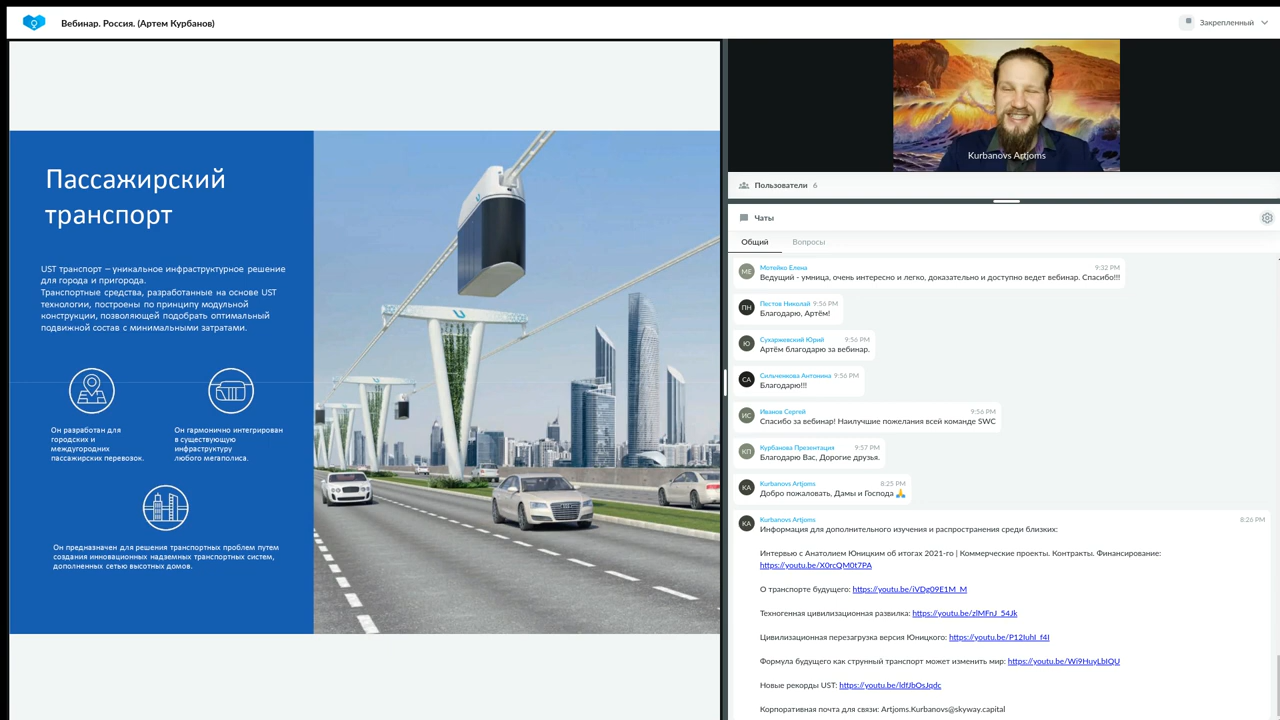 Вебинар. Россия. (Артем Курбанов)
Закрепленный
Пассажирский
транспорт
UST транспорт – уникальное инфраструктурное решение
для города и пригорода.
Транспортные средства, разработанные на основе UST
технологии, построены по принципу модульной
конструкции, позволяющей подобрать оптимальный
подвижной состав с минимальными затратами.
Он разработан для
городских и
междугородних
пассажирских перевозок.
Он гармонично интегрирован
в существующую
инфраструктуру
любого мегаполиса.
Он предназначен для решения транспортных проблем путем
создания инновационных надземных транспортных систем,
дополненных сетью высотных домов.
Kurbanovs Artjoms
Пользователи 6
Чаты
Общий Вопросы
МЕ
Мотейко Елена 9:32 PM
Ведущий - умница, очень интересно и легко, доказательно и доступно ведет вебинар. Спасибо!!!
ПН
Пестов Николай 9:56 PM
Благодарю, Артём!
Ю
Сухаржевский Юрий 9:56 PM
Артём благодарю за вебинар.
СА
Сильченкова Антонина 9:56 PM
Благодарю!!!
ИС
Иванов Сергей 9:56 PM
Спасибо за вебинар! Наилучшие пожелания всей команде SWC
КП
Курбанова Презентация 9:57 PM
Благодарю Вас, Дорогие друзья.
KA
Kurbanovs Artjoms 8:25 PM
Добро пожаловать, Дамы и Господа 🙏
KA
Kurbanovs Artjoms 8:26 PM
Информация для дополнительного изучения и распространения среди близких:
Интервью с Анатолием Юницким об итогах 2021-го | Коммерческие проекты. Контракты. Финансирование:
https://youtu.be/X0rcQM0t7PA
О транспорте будущего: https://youtu.be/iVDg09E1M_M
Техногенная цивилизационная развилка: https://youtu.be/zlMFnJ_54Jk
Цивилизационная перезагрузка версия Юницкого: https://youtu.be/P12IuhI_f4I
Формула будущего как струнный транспорт может изменить мир: https://youtu.be/Wi9HuyLbIQU
Новые рекорды UST: https://youtu.be/ldfJbOsJqdc
Корпоративная почта для связи: Artjoms.Kurbanovs@skyway.capital